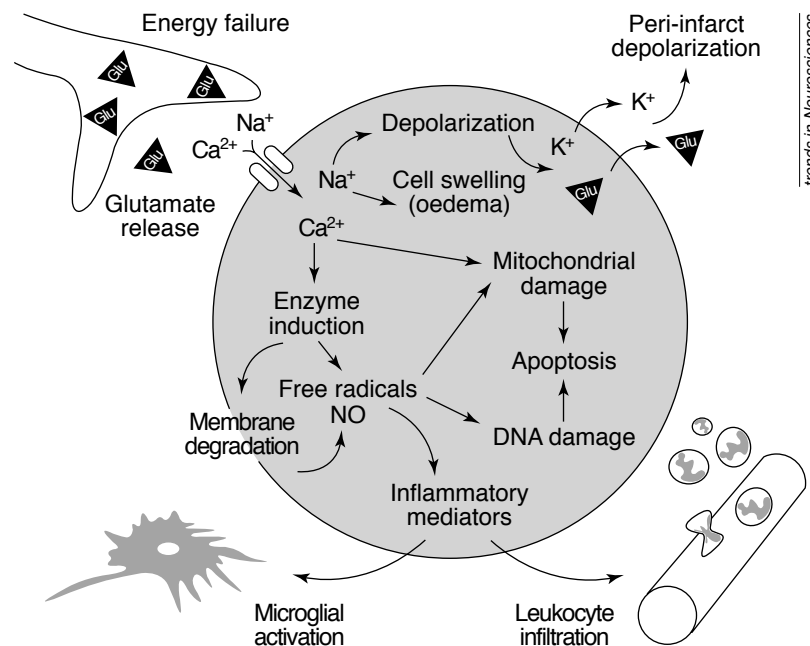 Energy failure
Glu
Glu
Glu
Glu
Na⁺
Ca²⁺
Glutamate
release
Na⁺
Depolarization
Cell swelling
(oedema)
K⁺
Glu
K⁺
Glu
Peri-infarct
depolarization
trends in Neurosciences
Ca²⁺
Mitochondrial
damage
Enzyme
induction
Apoptosis
Free radicals
NO
Membrane
degradation
DNA damage
Inflammatory
mediators
Microglial
activation
Leukocyte
infiltration